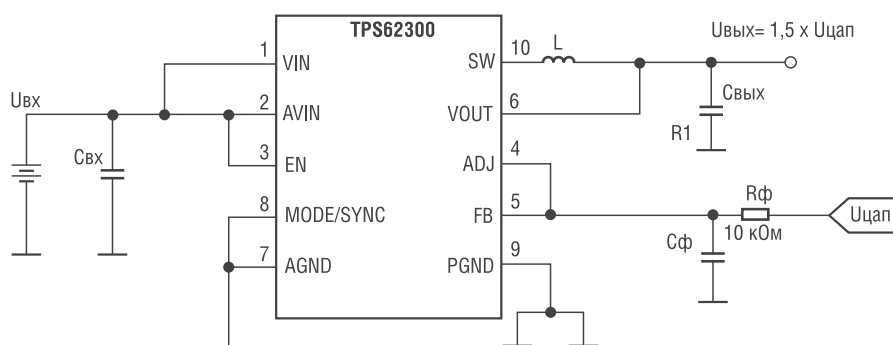 TPS62300
Uвых= 1,5 x Uцап
1
VIN
SW
10
L
Uвх
2
AVIN
VOUT
6
Cвых
R1
Cвх
3
EN
ADJ
4
8
MODE/SYNC
FB
5
Rф
10 кОм
Uцап
Cф
7
AGND
PGND
9